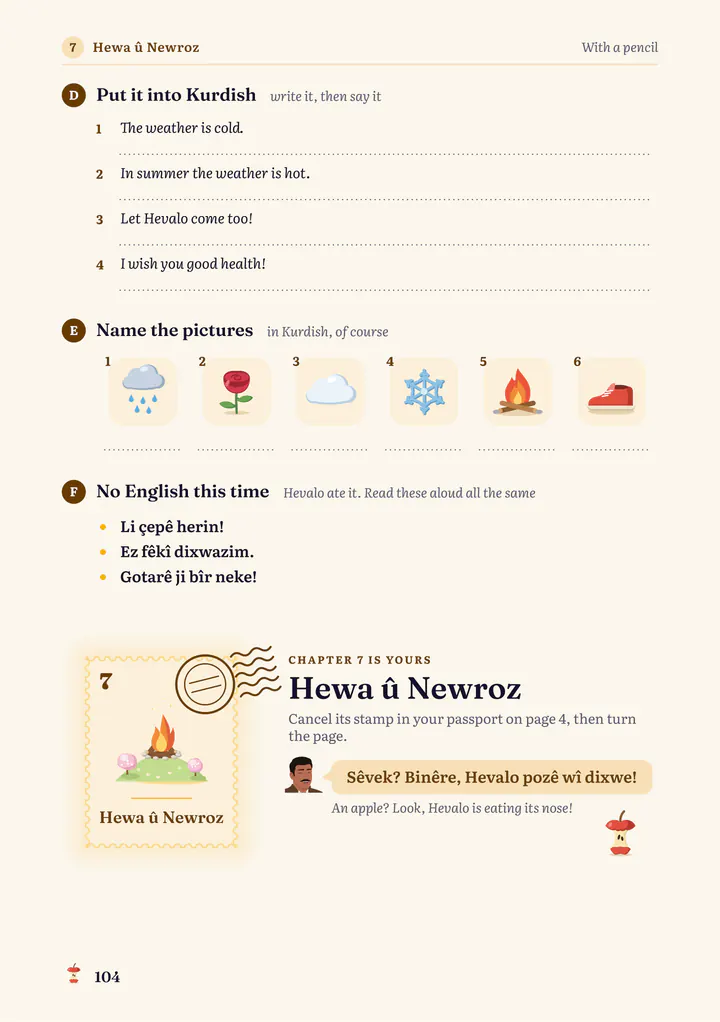 7 Hewa û Newroz With a pencil
D Put it into Kurdish write it, then say it
1 The weather is cold.
2 In summer the weather is hot.
3 Let Hevalo come too!
4 I wish you good health!
E Name the pictures in Kurdish, of course
1 2 3 4 5 6
F No English this time Hevalo ate it. Read these aloud all the same
Li çepê herin!
Ez fêkî dixwazim.
Gotarê ji bîr neke!
7
Hewa û Newroz
CHAPTER 7 IS YOURS
Hewa û Newroz
Cancel its stamp in your passport on page 4, then turn
the page.
Sêvek? Binêre, Hevalo pozê wî dixwe!
An apple? Look, Hevalo is eating its nose!
104